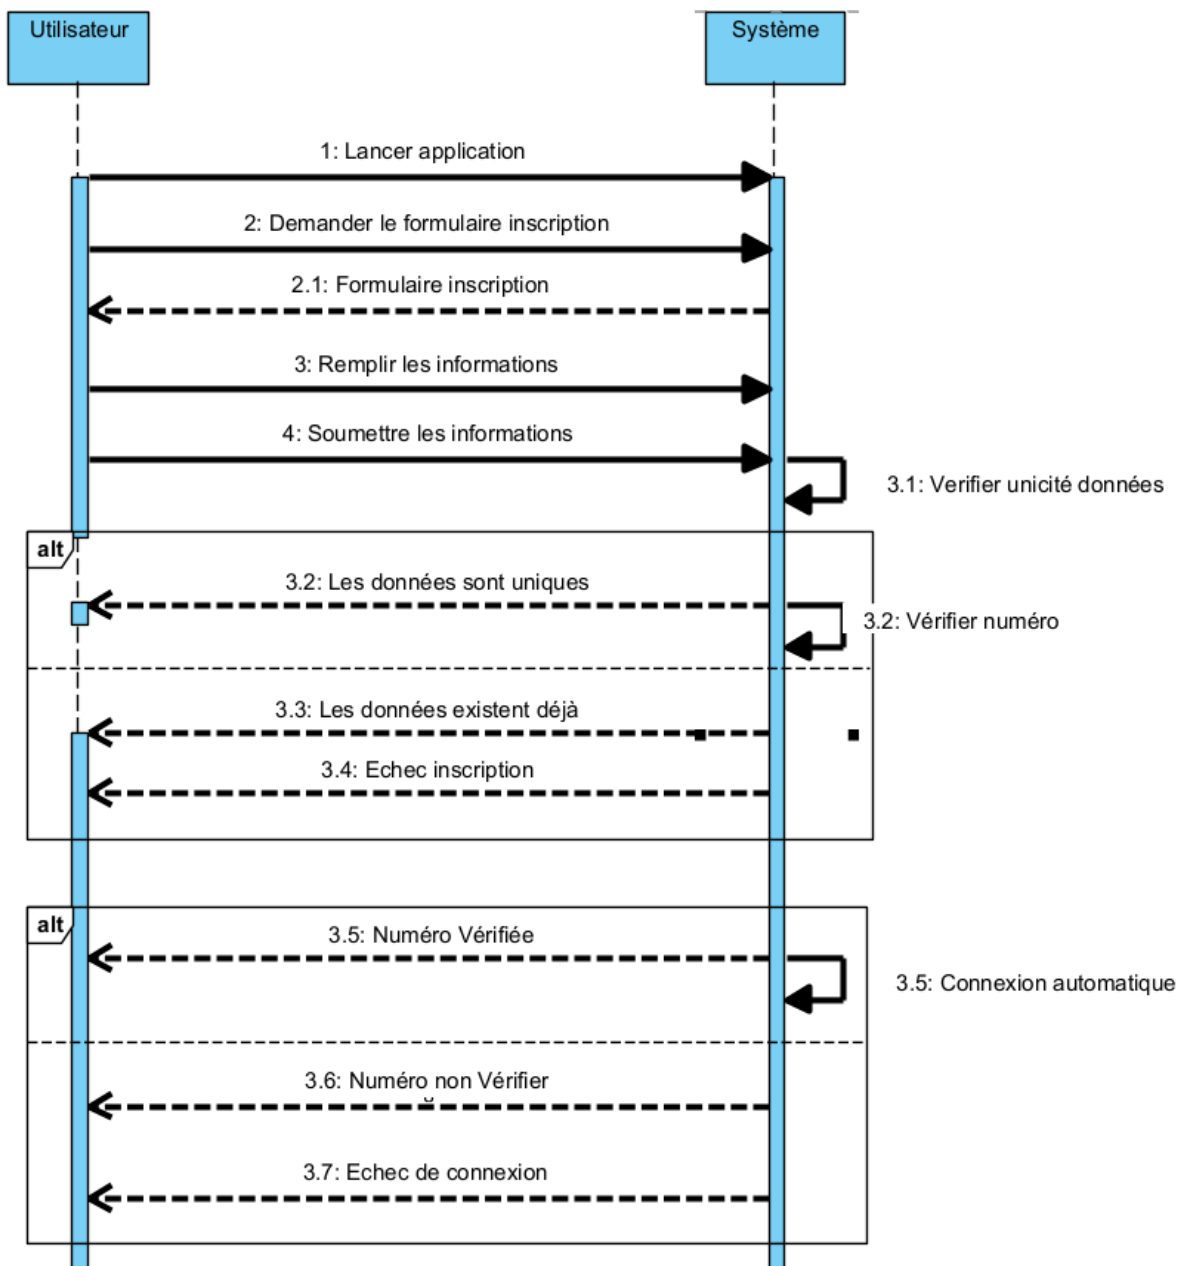 Utilisateur
Système
1: Lancer application
2: Demander le formulaire inscription
2.1: Formulaire inscription
3: Remplir les informations
4: Soumettre les informations
3.1: Verifier unicité données
alt
3.2: Les données sont uniques
3.2: Vérifier numéro
3.3: Les données existent déjà
3.4: Echec inscription
alt
3.5: Numéro Vérifiée
3.5: Connexion automatique
3.6: Numéro non Vérifier
3.7: Echec de connexion